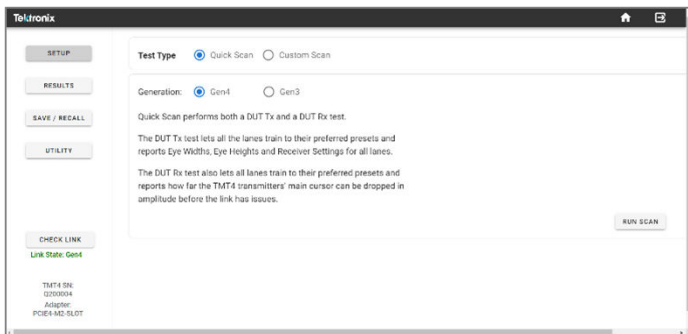 Tektronix
SETUP
RESULTS
SAVE / RECALL
UTILITY
CHECK LINK
Link State: Gen4
TMT4 SN:
Q200004
Adapter:
PCIE4-M2-SLOT
Test Type Quick Scan Custom Scan
Generation: Gen4 Gen3
Quick Scan performs both a DUT Tx and a DUT Rx test.
The DUT Tx test lets all the lanes train to their preferred presets and
reports Eye Widths, Eye Heights and Receiver Settings for all lanes.
The DUT Rx test also lets all lanes train to their preferred presets and
reports how far the TMT4 transmitters' main cursor can be dropped in
amplitude before the link has issues.
RUN SCAN